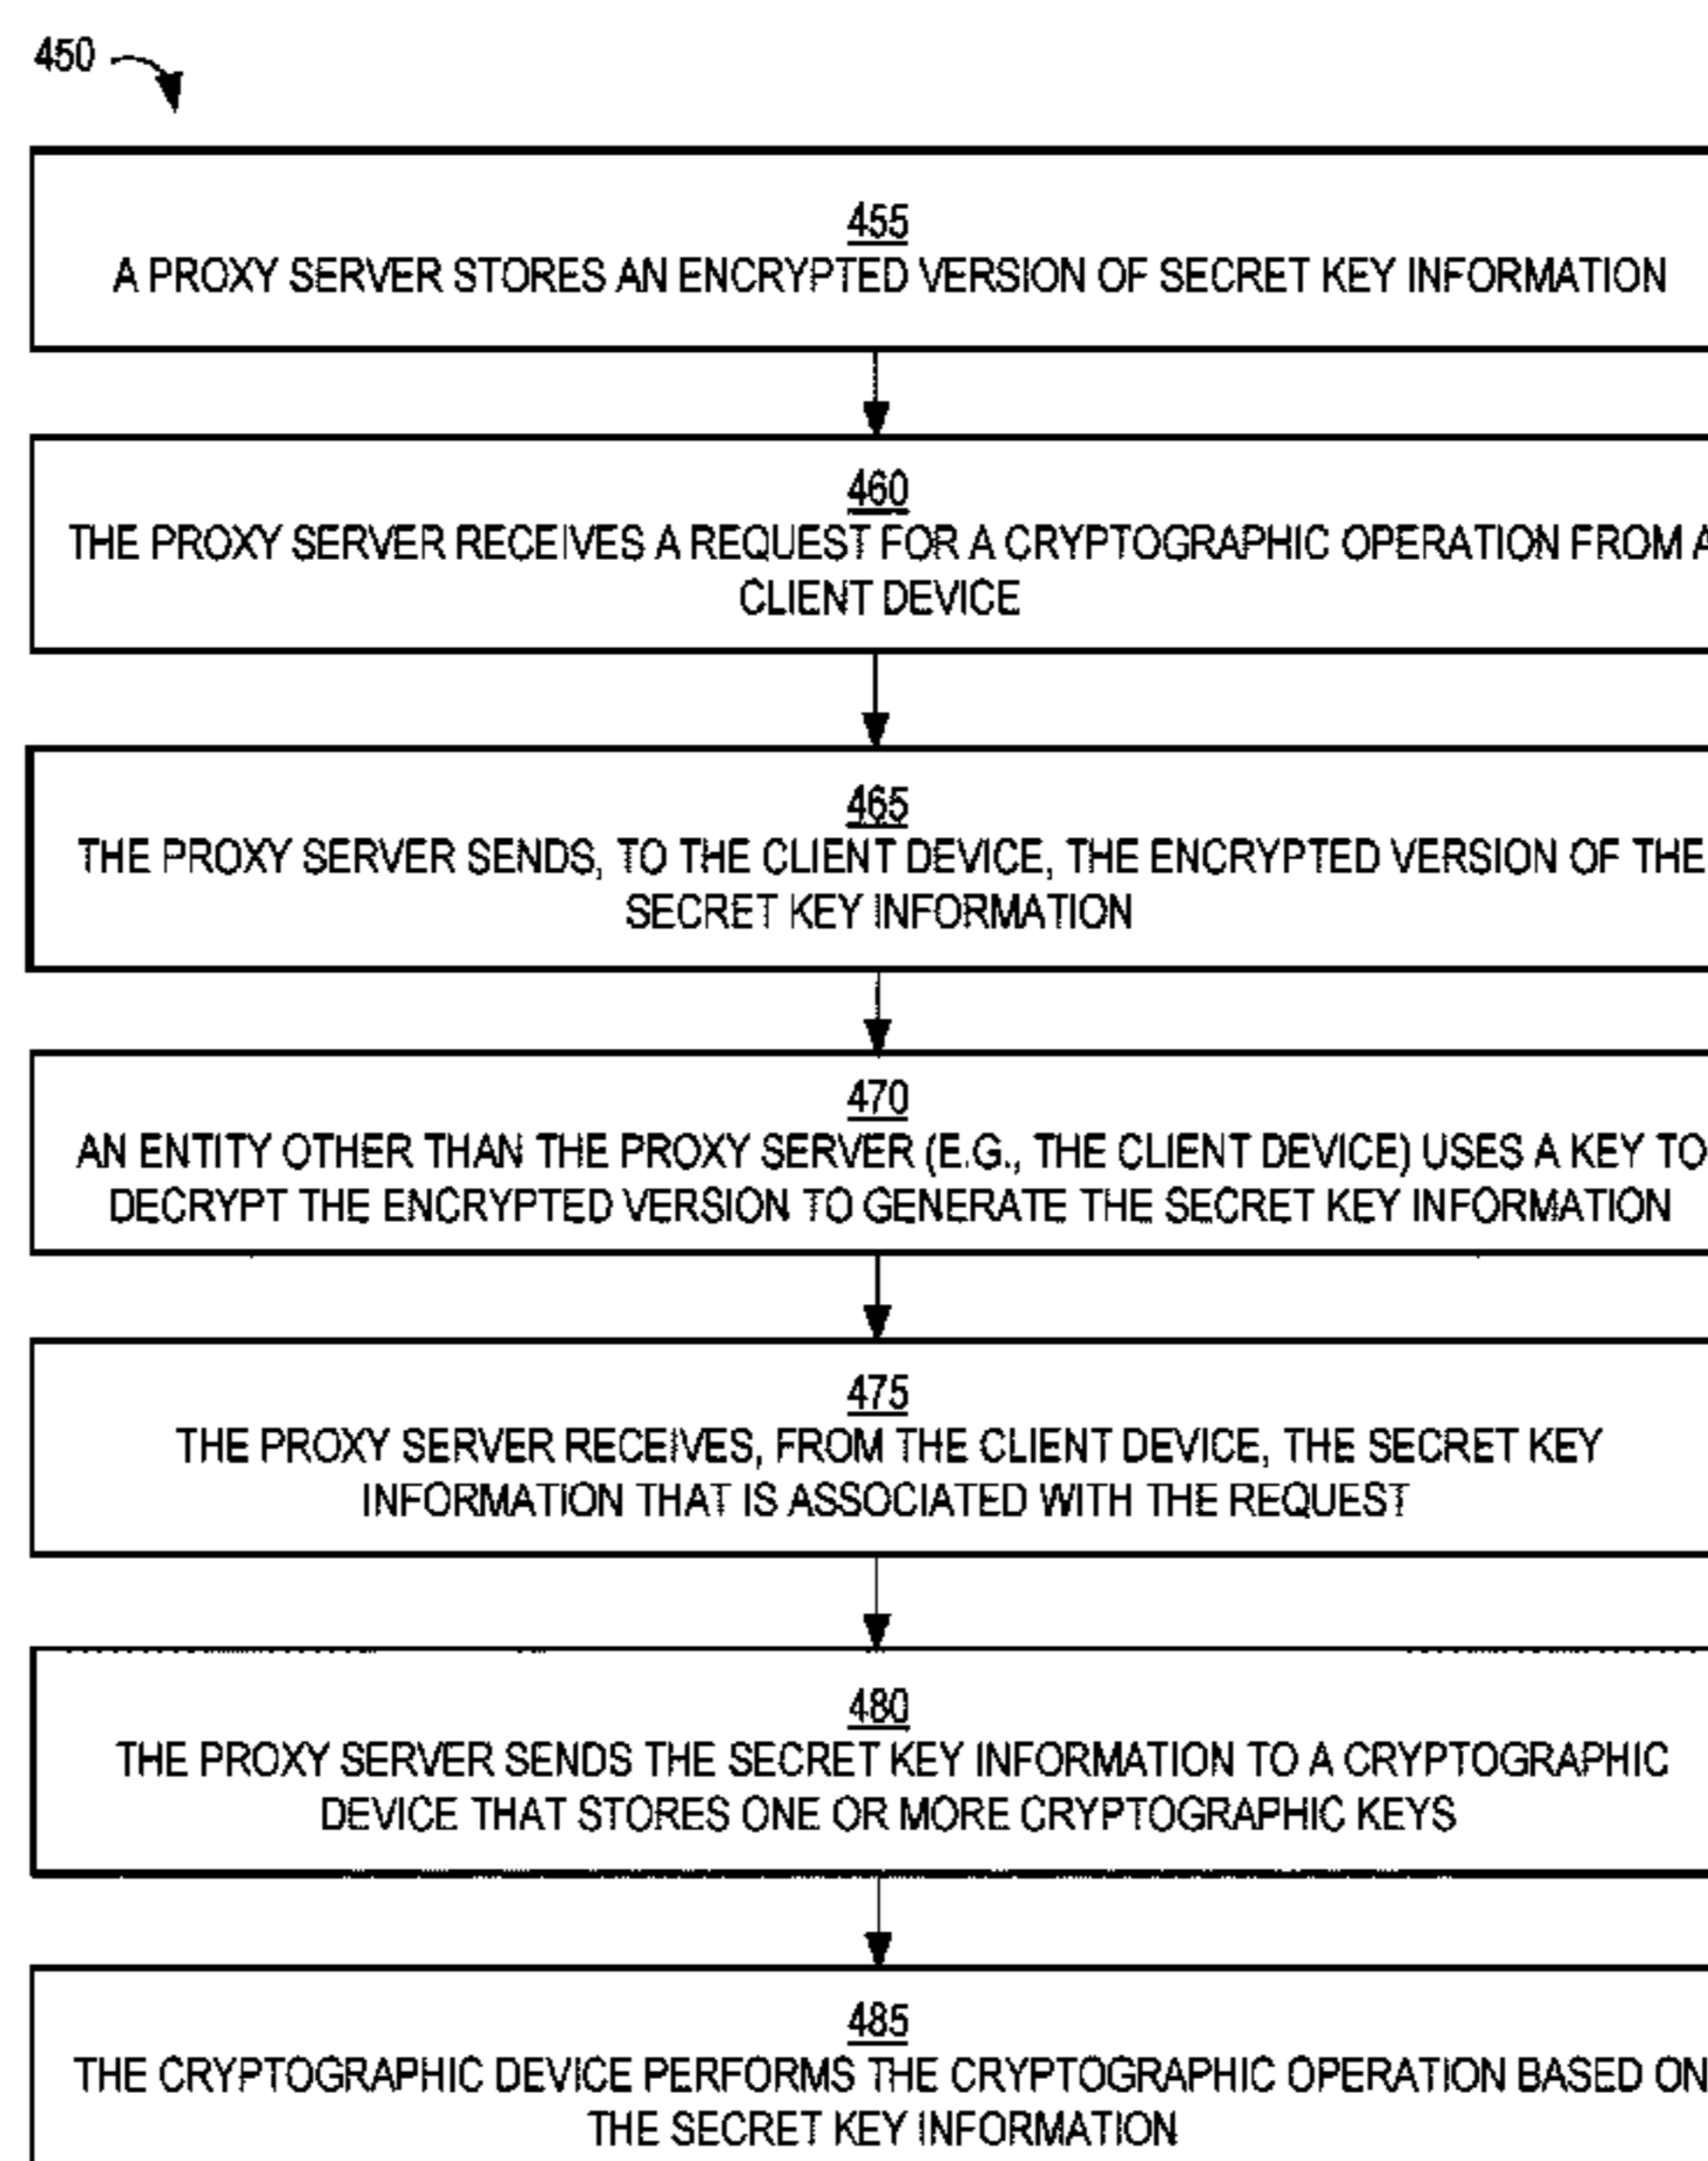 450
455
A PROXY SERVER STORES AN ENCRYPTED VERSION OF SECRET KEY INFORMATION
460
THE PROXY SERVER RECEIVES A REQUEST FOR A CRYPTOGRAPHIC OPERATION FROM A
CLIENT DEVICE
465
THE PROXY SERVER SENDS, TO THE CLIENT DEVICE, THE ENCRYPTED VERSION OF THE
SECRET KEY INFORMATION
470
AN ENTITY OTHER THAN THE PROXY SERVER (E.G., THE CLIENT DEVICE) USES A KEY TO
DECRYPT THE ENCRYPTED VERSION TO GENERATE THE SECRET KEY INFORMATION
475
THE PROXY SERVER RECEIVES, FROM THE CLIENT DEVICE, THE SECRET KEY
INFORMATION THAT IS ASSOCIATED WITH THE REQUEST
480
THE PROXY SERVER SENDS THE SECRET KEY INFORMATION TO A CRYPTOGRAPHIC
DEVICE THAT STORES ONE OR MORE CRYPTOGRAPHIC KEYS
485
THE CRYPTOGRAPHIC DEVICE PERFORMS THE CRYPTOGRAPHIC OPERATION BASED ON
THE SECRET KEY INFORMATION